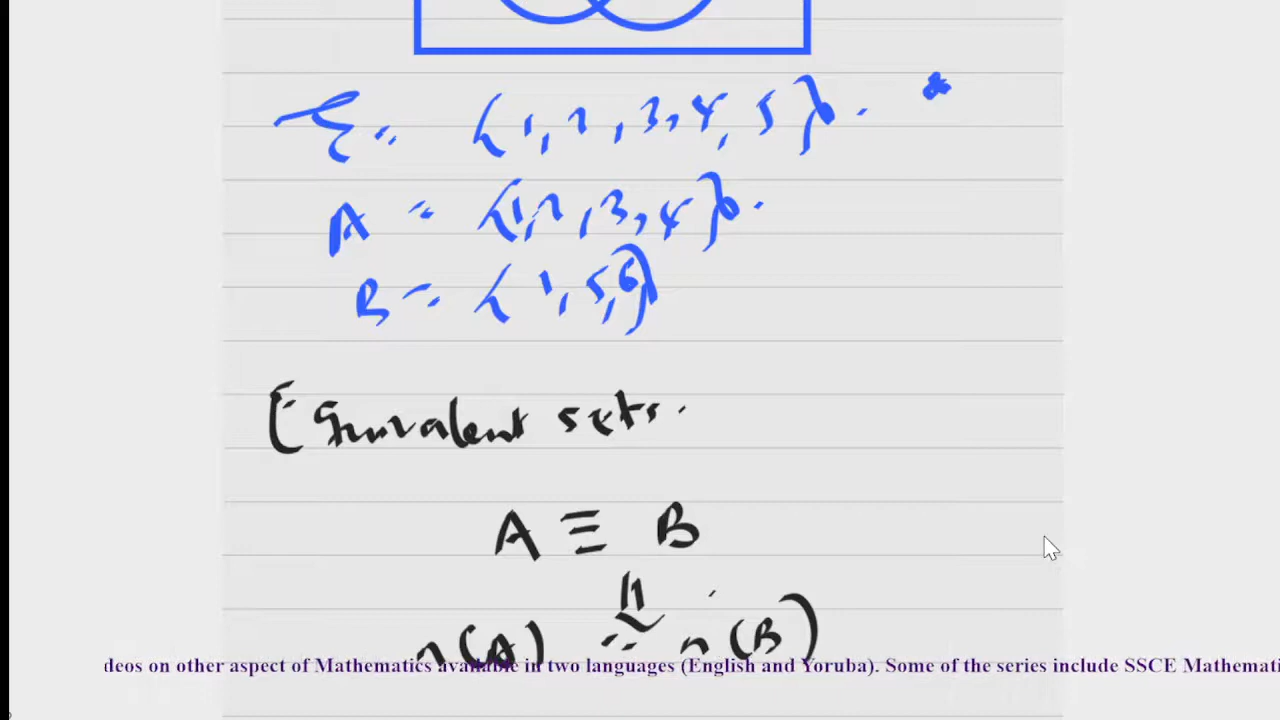 ξ = {1, 2, 3, 4, 5}.
A = {1, 2, 3, 4}.
B = {1, 5, 6}
Equivalent sets.
A ≡ B
n(A) = n(B)
deos on other aspect of Mathematics available in two languages (English and Yoruba). Some of the series include SSCE Mathemati